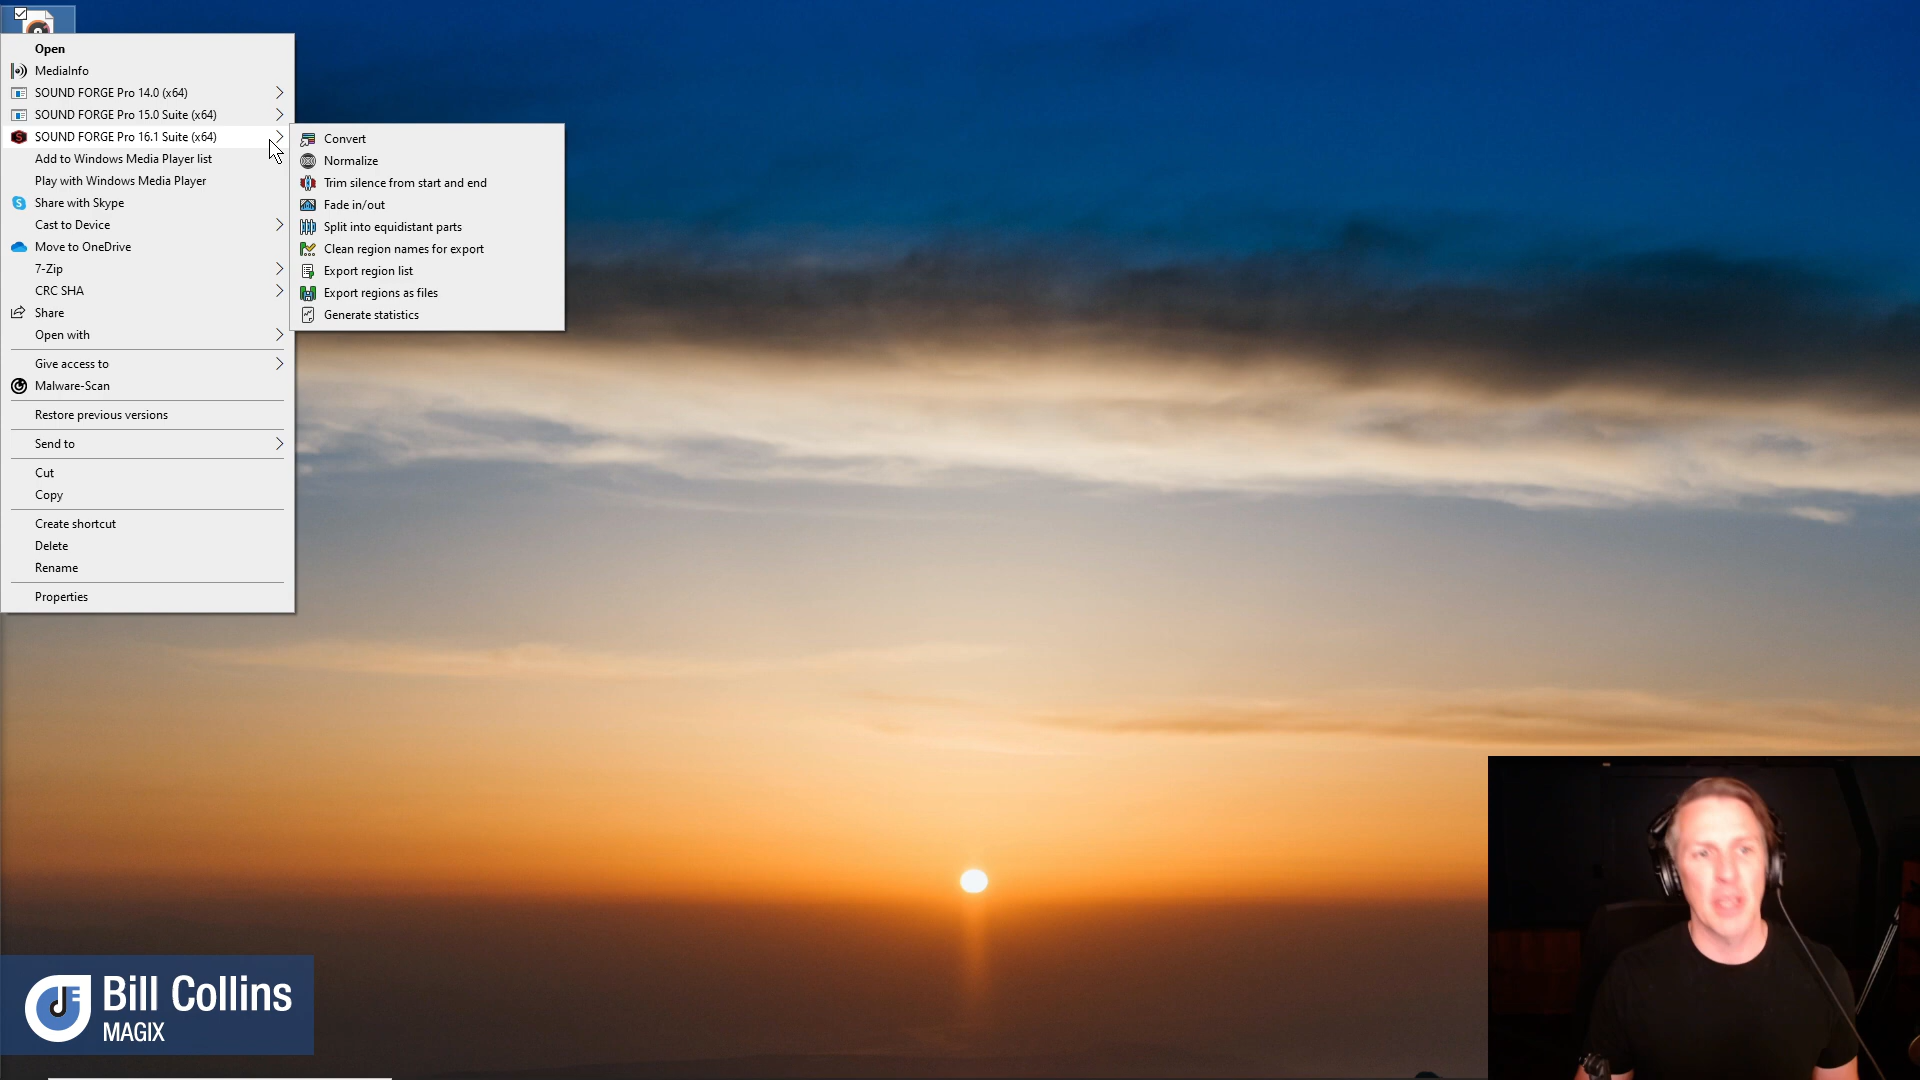 Open
MediaInfo
SOUND FORGE Pro 14.0 (x64)
SOUND FORGE Pro 15.0 Suite (x64)
SOUND FORGE Pro 16.1 Suite (x64)
Add to Windows Media Player list
Play with Windows Media Player
Share with Skype
Cast to Device
Move to OneDrive
7-Zip
CRC SHA
Share
Open with
Give access to
Malware-Scan
Restore previous versions
Send to
Cut
Copy
Create shortcut
Delete
Rename
Properties
Convert
Normalize
Trim silence from start and end
Fade in/out
Split into equidistant parts
Clean region names for export
Export region list
Export regions as files
Generate statistics
Bill Collins
MAGIX